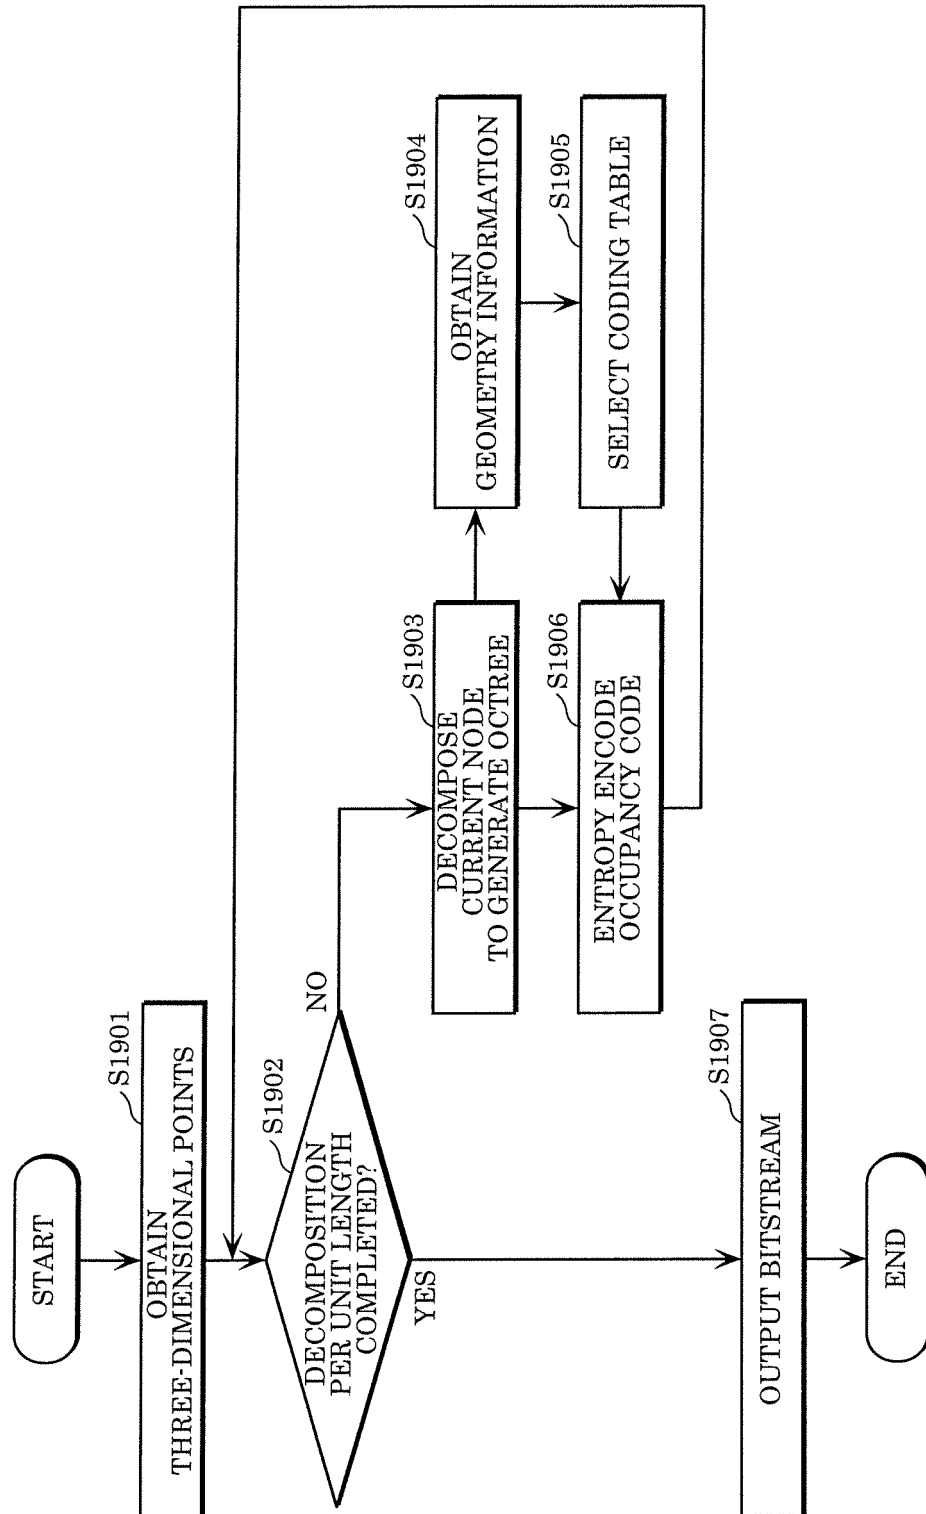 START
S1901
OBTAIN
THREE-DIMENSIONAL POINTS
S1902
DECOMPOSITION
PER UNIT LENGTH
COMPLETED?
NO
YES
S1903
DECOMPOSE
CURRENT NODE
TO GENERATE OCTREE
S1904
OBTAIN
GEOMETRY INFORMATION
S1905
SELECT CODING TABLE
S1906
ENTROPY ENCODE
OCCUPANCY CODE
S1907
OUTPUT BITSTREAM
END